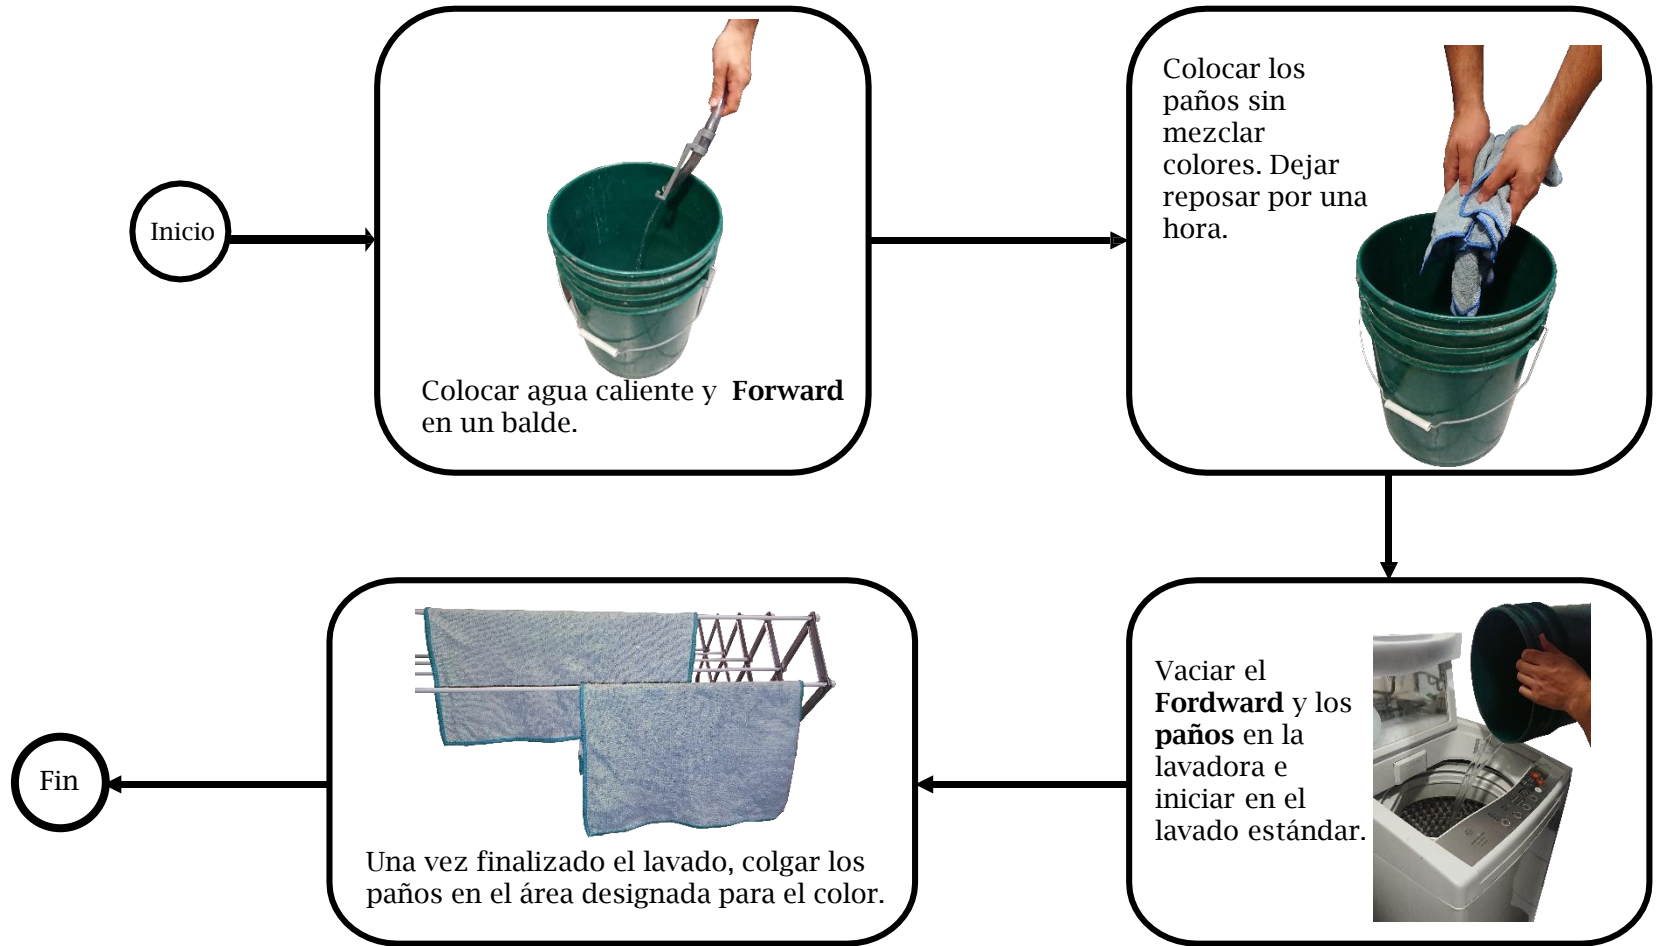 Inicio
Colocar agua caliente y Forward
en un balde.
Colocar los
paños sin
mezclar
colores. Dejar
reposar por una
hora.
Vaciar el
Fordward y los
paños en la
lavadora e
iniciar en el
lavado estándar.
Una vez finalizado el lavado, colgar los
paños en el área designada para el color.
Fin